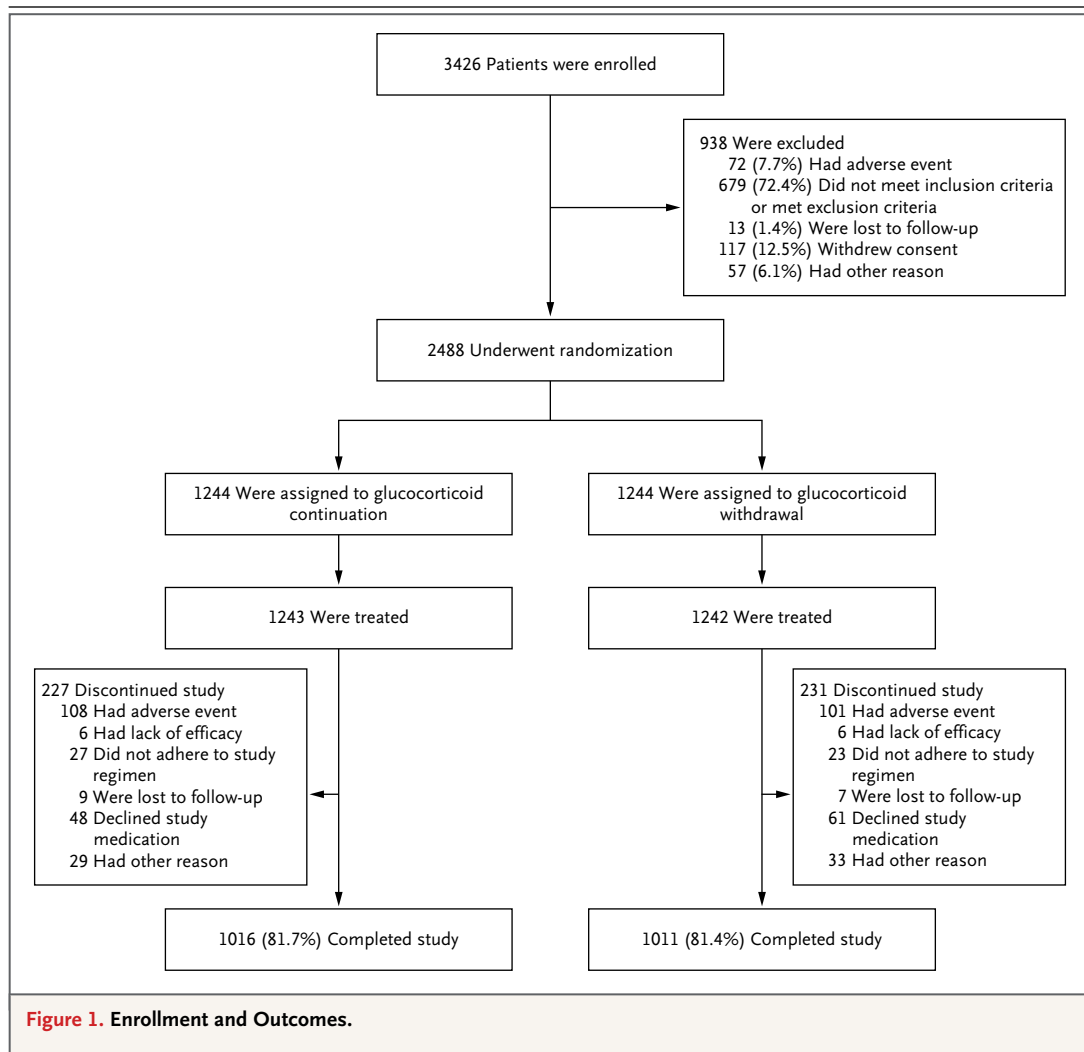 3426 Patients were enrolled
938 Were excluded
72 (7.7%) Had adverse event
679 (72.4%) Did not meet inclusion criteria
or met exclusion criteria
13 (1.4%) Were lost to follow-up
117 (12.5%) Withdrew consent
57 (6.1%) Had other reason
2488 Underwent randomization
1244 Were assigned to glucocorticoid
continuation
1244 Were assigned to glucocorticoid
withdrawal
1243 Were treated
1242 Were treated
227 Discontinued study
108 Had adverse event
6 Had lack of efficacy
27 Did not adhere to study
regimen
9 Were lost to follow-up
48 Declined study
medication
29 Had other reason
231 Discontinued study
101 Had adverse event
6 Had lack of efficacy
23 Did not adhere to study
regimen
7 Were lost to follow-up
61 Declined study
medication
33 Had other reason
1016 (81.7%) Completed study
1011 (81.4%) Completed study
Figure 1. Enrollment and Outcomes.